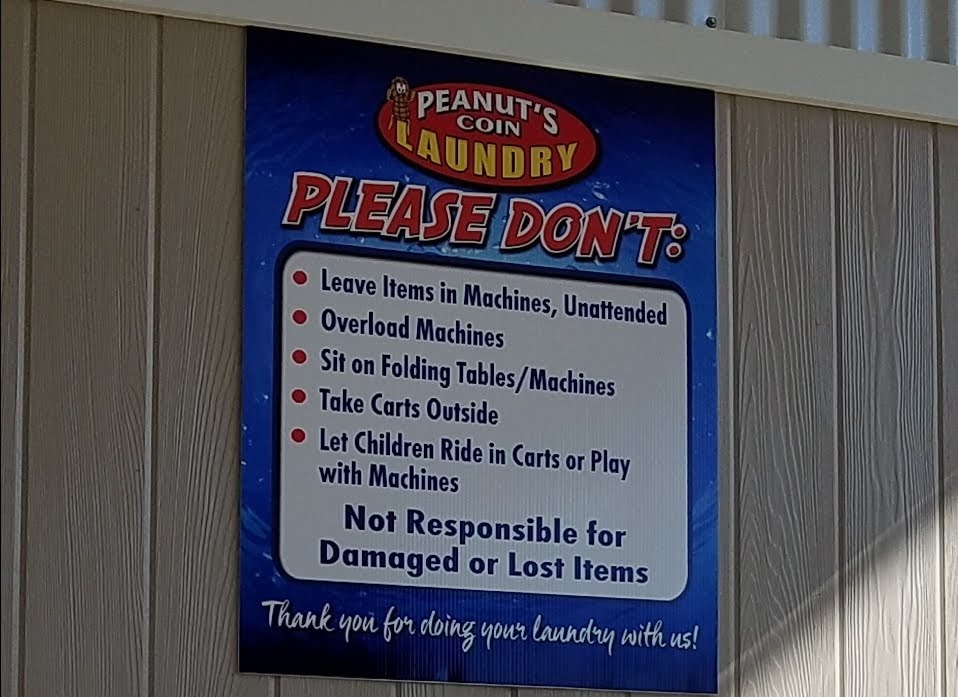 PEANUT'S
COIN
LAUNDRY
PLEASE DON'T:
• Leave Items in Machines, Unattended
• Overload Machines
• Sit on Folding Tables/Machines
• Take Carts Outside
• Let Children Ride in Carts or Play
with Machines
Not Responsible for
Damaged or Lost Items
Thank you for doing your laundry with us!